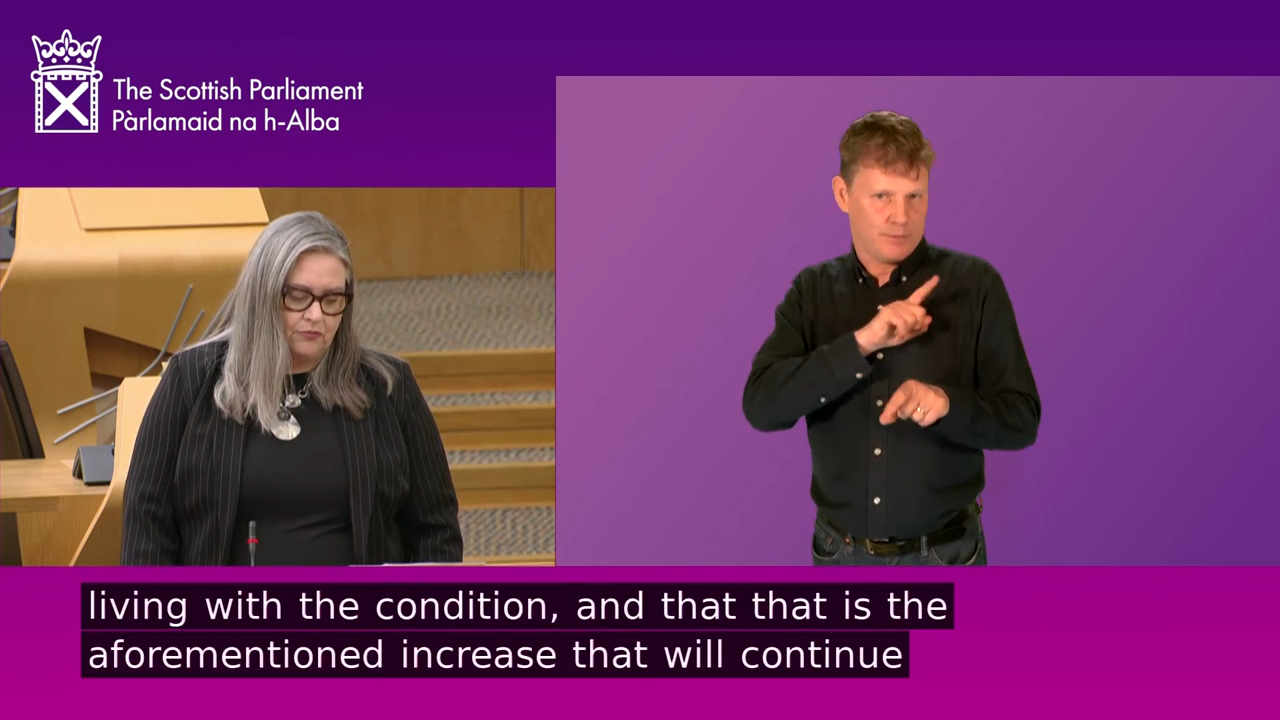 The Scottish Parliament
Pàrlamaid na h-Alba
living with the condition, and that that is the
aforementioned increase that will continue